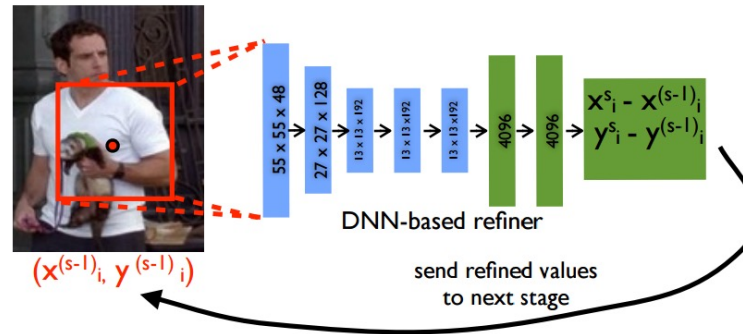 55 x 55 x 48
27 x 27 x 128
13 x 13 x 192
13 x 13 x 192
13 x 13 x 192
4096
4096
xˢᵢ - x⁽ˢ⁻¹⁾ᵢ
yˢᵢ - y⁽ˢ⁻¹⁾ᵢ
DNN-based refiner
(x⁽ˢ⁻¹⁾ᵢ, y⁽ˢ⁻¹⁾ᵢ)
send refined values
to next stage